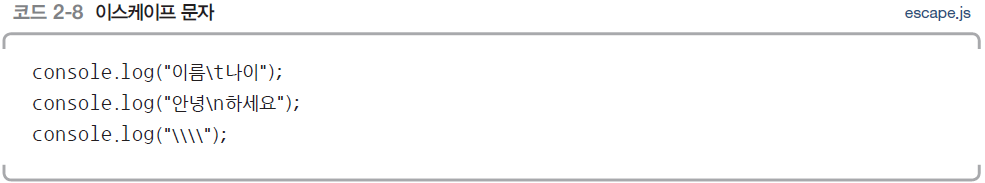 코드 2-8 이스케이프 문자 escape.js
console.log("이름\t나이");
console.log("안녕\n하세요");
console.log("\\\\");